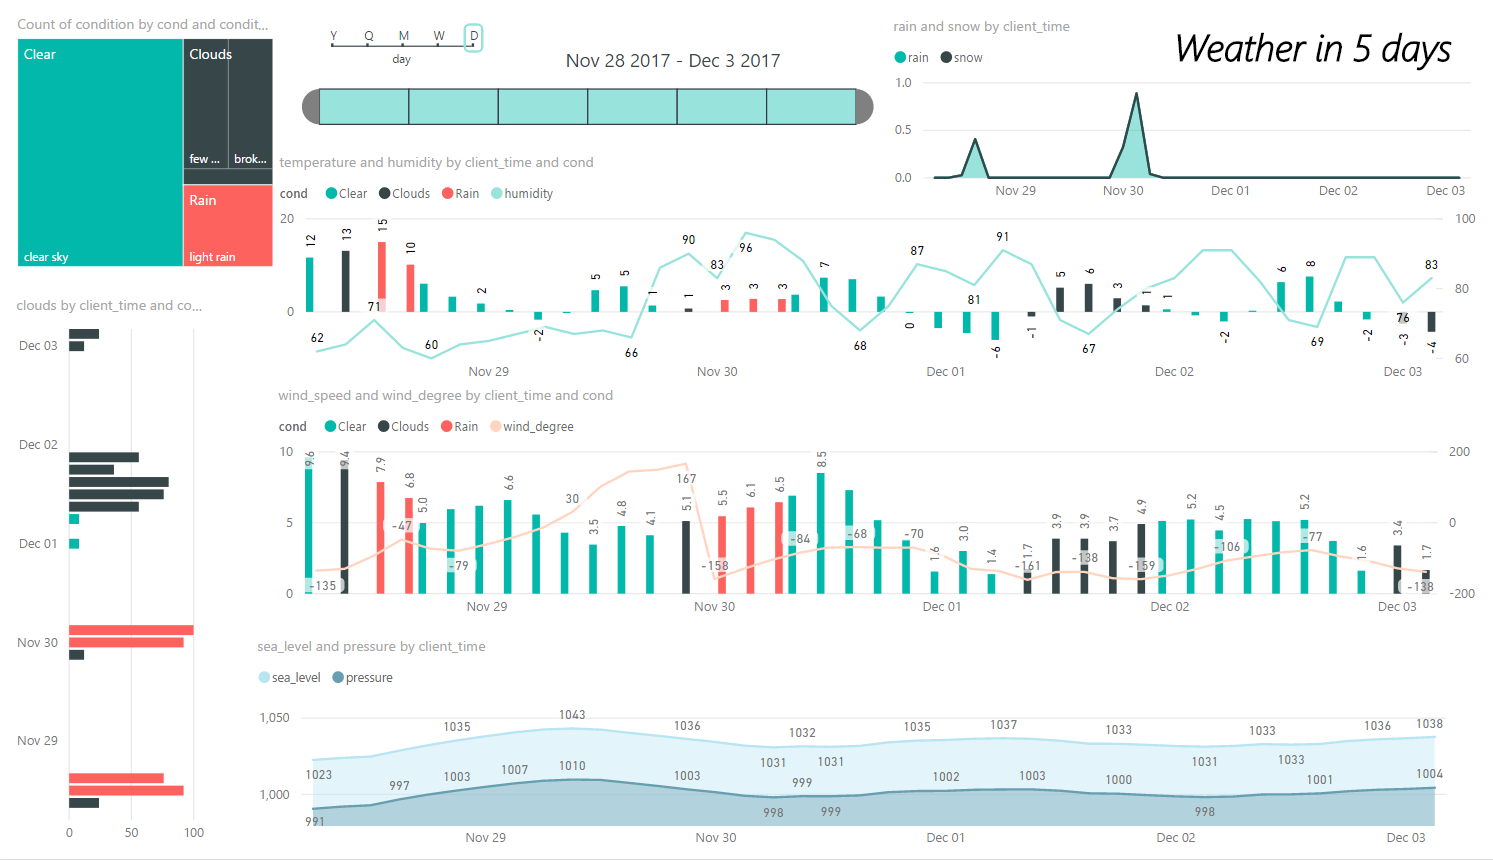 Count of condition by cond and condit...
Clear
Clouds
few ...
brok...
Rain
clear sky
light rain
Y Q M W D
day
Nov 28 2017 - Dec 3 2017
rain and snow by client_time
Weather in 5 days
rain snow
1.0
0.5
0.0
Nov 29 Nov 30 Dec 01 Dec 02 Dec 03
temperature and humidity by client_time and cond
cond Clear Clouds Rain humidity
20
0
100
80
60
12 13 15 10 2 -2 5 5 1 1 3 3 3 7 0 -6 -1 5 6 3 1 1 -2 6 8 -2 -3 -4
62 71 60 66 90 83 96 68 87 81 91 67 69 76 83
Nov 29 Nov 30 Dec 01 Dec 02 Dec 03
clouds by client_time and co...
Dec 03
Dec 02
Dec 01
Nov 30
Nov 29
0 50 100
wind_speed and wind_degree by client_time and cond
cond Clear Clouds Rain wind_degree
10
5
0
200
0
-200
9.6 9.4 7.9 6.8 5.0 6.6 3.5 4.8 4.1 5.1 5.5 6.1 6.5 8.5 1.6 3.0 1.4 1.7 3.9 3.9 3.7 4.9 5.2 4.5 5.2 1.6 3.4 1.7
-135 -47 -79 30 167 -158 -84 -68 -70 -161 -138 -159 -106 -77 -138
Nov 29 Nov 30 Dec 01 Dec 02 Dec 03
sea_level and pressure by client_time
sea_level pressure
1,050
1,000
1023 1035 1043 1036 1031 1032 1031 1035 1037 1033 1031 1033 1033 1036 1038
991 997 1003 1007 1010 1003 998 999 999 1002 1003 1000 998 1001 1004
Nov 29 Nov 30 Dec 01 Dec 02 Dec 03